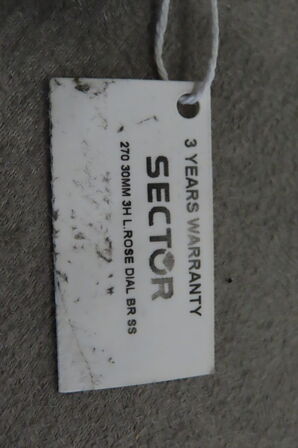 3 YEARS WARRANTY
SECTOR
270 30MM 3H L.ROSE DIAL BR SS